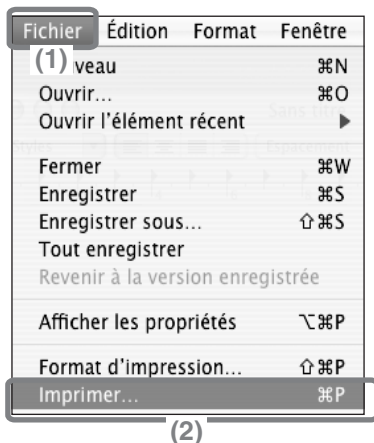 Fichier Édition Format Fenêtre
(1) veau ⌘N
Ouvrir... ⌘O
Ouvrir l'élément récent ▶
Fermer ⌘W
Enregistrer ⌘S
Enregistrer sous... ⇧⌘S
Tout enregistrer
Revenir à la version enregistrée
Afficher les propriétés ⌥⌘P
Format d'impression... ⇧⌘P
Imprimer... ⌘P
(2)